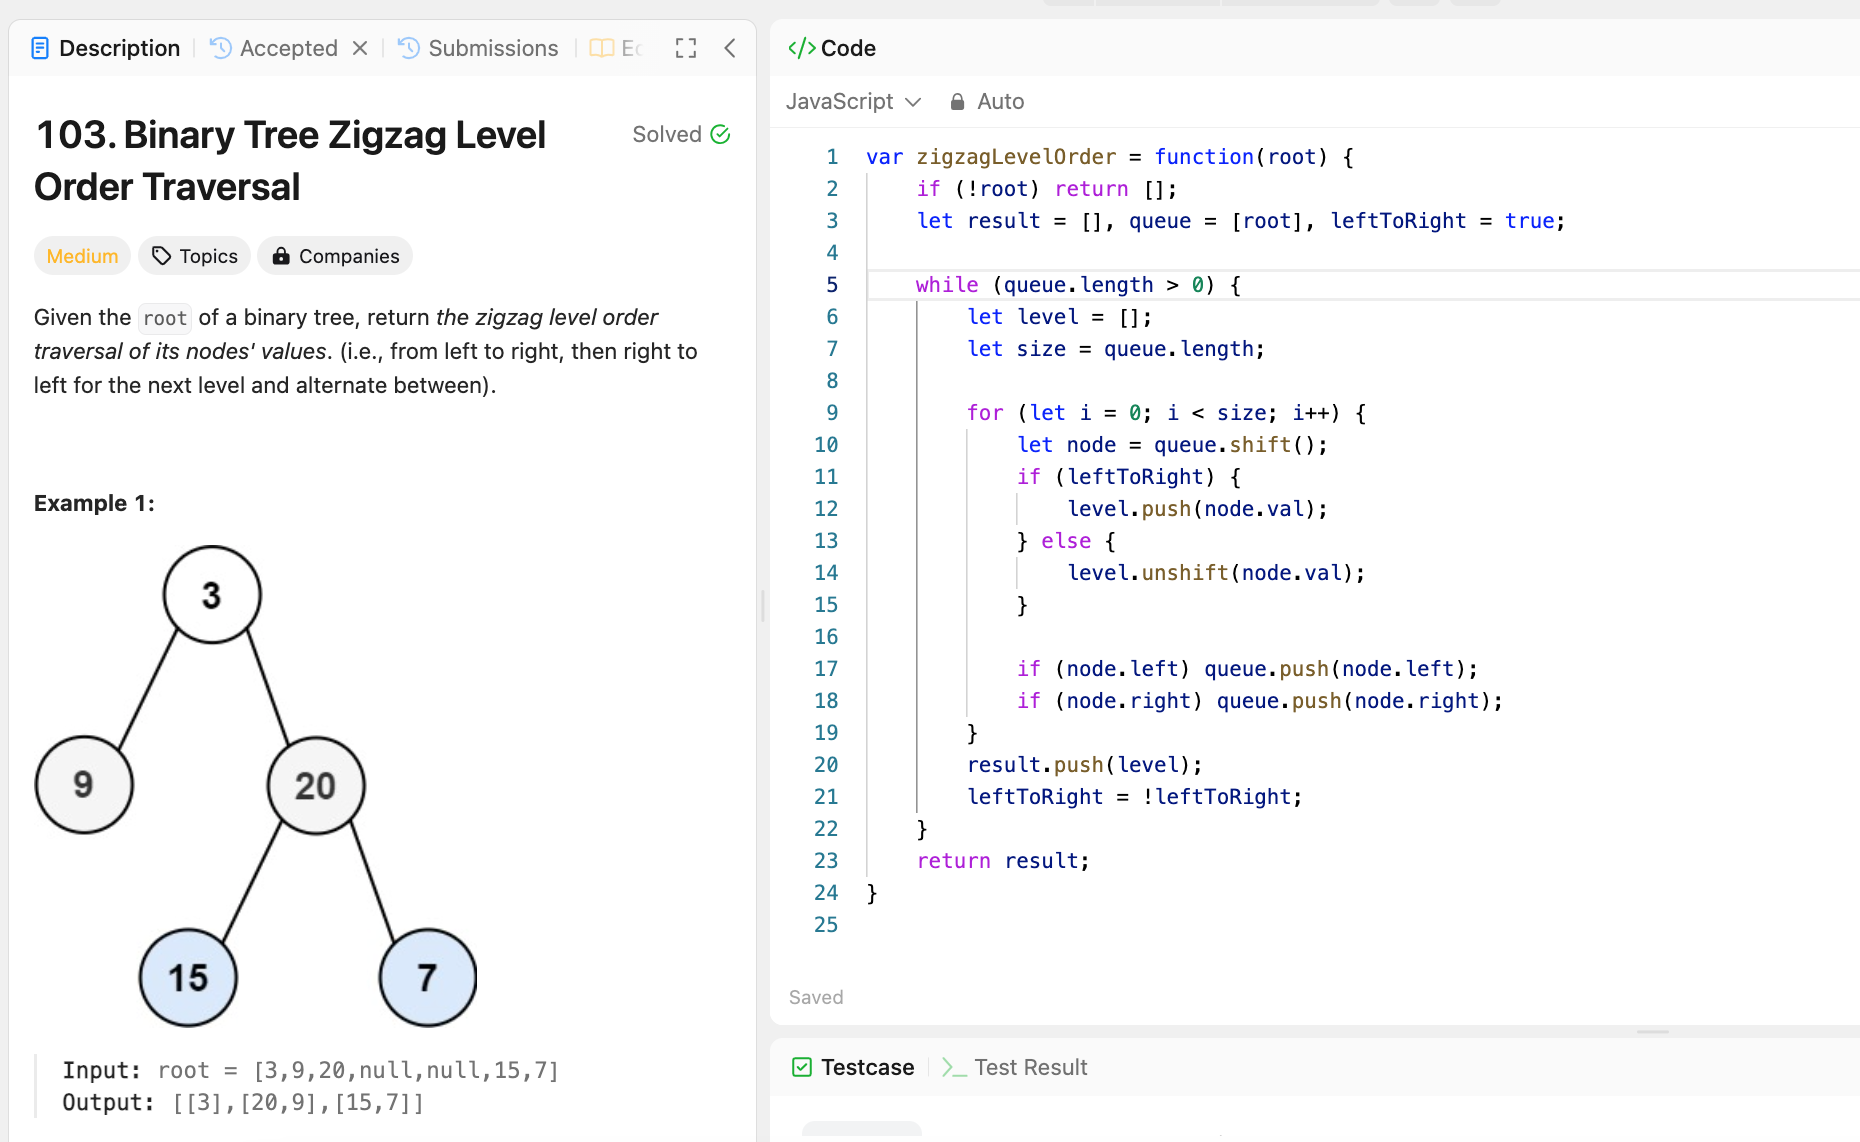 Description
Accepted
Submissions
103. Binary Tree Zigzag Level
Order Traversal
Solved
Medium
Topics
Companies
Given the root of a binary tree, return the zigzag level order
traversal of its nodes' values. (i.e., from left to right, then right to
left for the next level and alternate between).
Example 1:
3
9
20
15
7
Input: root = [3,9,20,null,null,15,7]
Output: [[3],[20,9],[15,7]]
</> Code
JavaScript
Auto
1 var zigzagLevelOrder = function(root) {
2     if (!root) return [];
3     let result = [], queue = [root], leftToRight = true;
4
5     while (queue.length > 0) {
6         let level = [];
7         let size = queue.length;
8
9         for (let i = 0; i < size; i++) {
10             let node = queue.shift();
11             if (leftToRight) {
12                 level.push(node.val);
13             } else {
14                 level.unshift(node.val);
15             }
16
17             if (node.left) queue.push(node.left);
18             if (node.right) queue.push(node.right);
19         }
20         result.push(level);
21         leftToRight = !leftToRight;
22     }
23     return result;
24 }
25
Saved
Testcase
Test Result